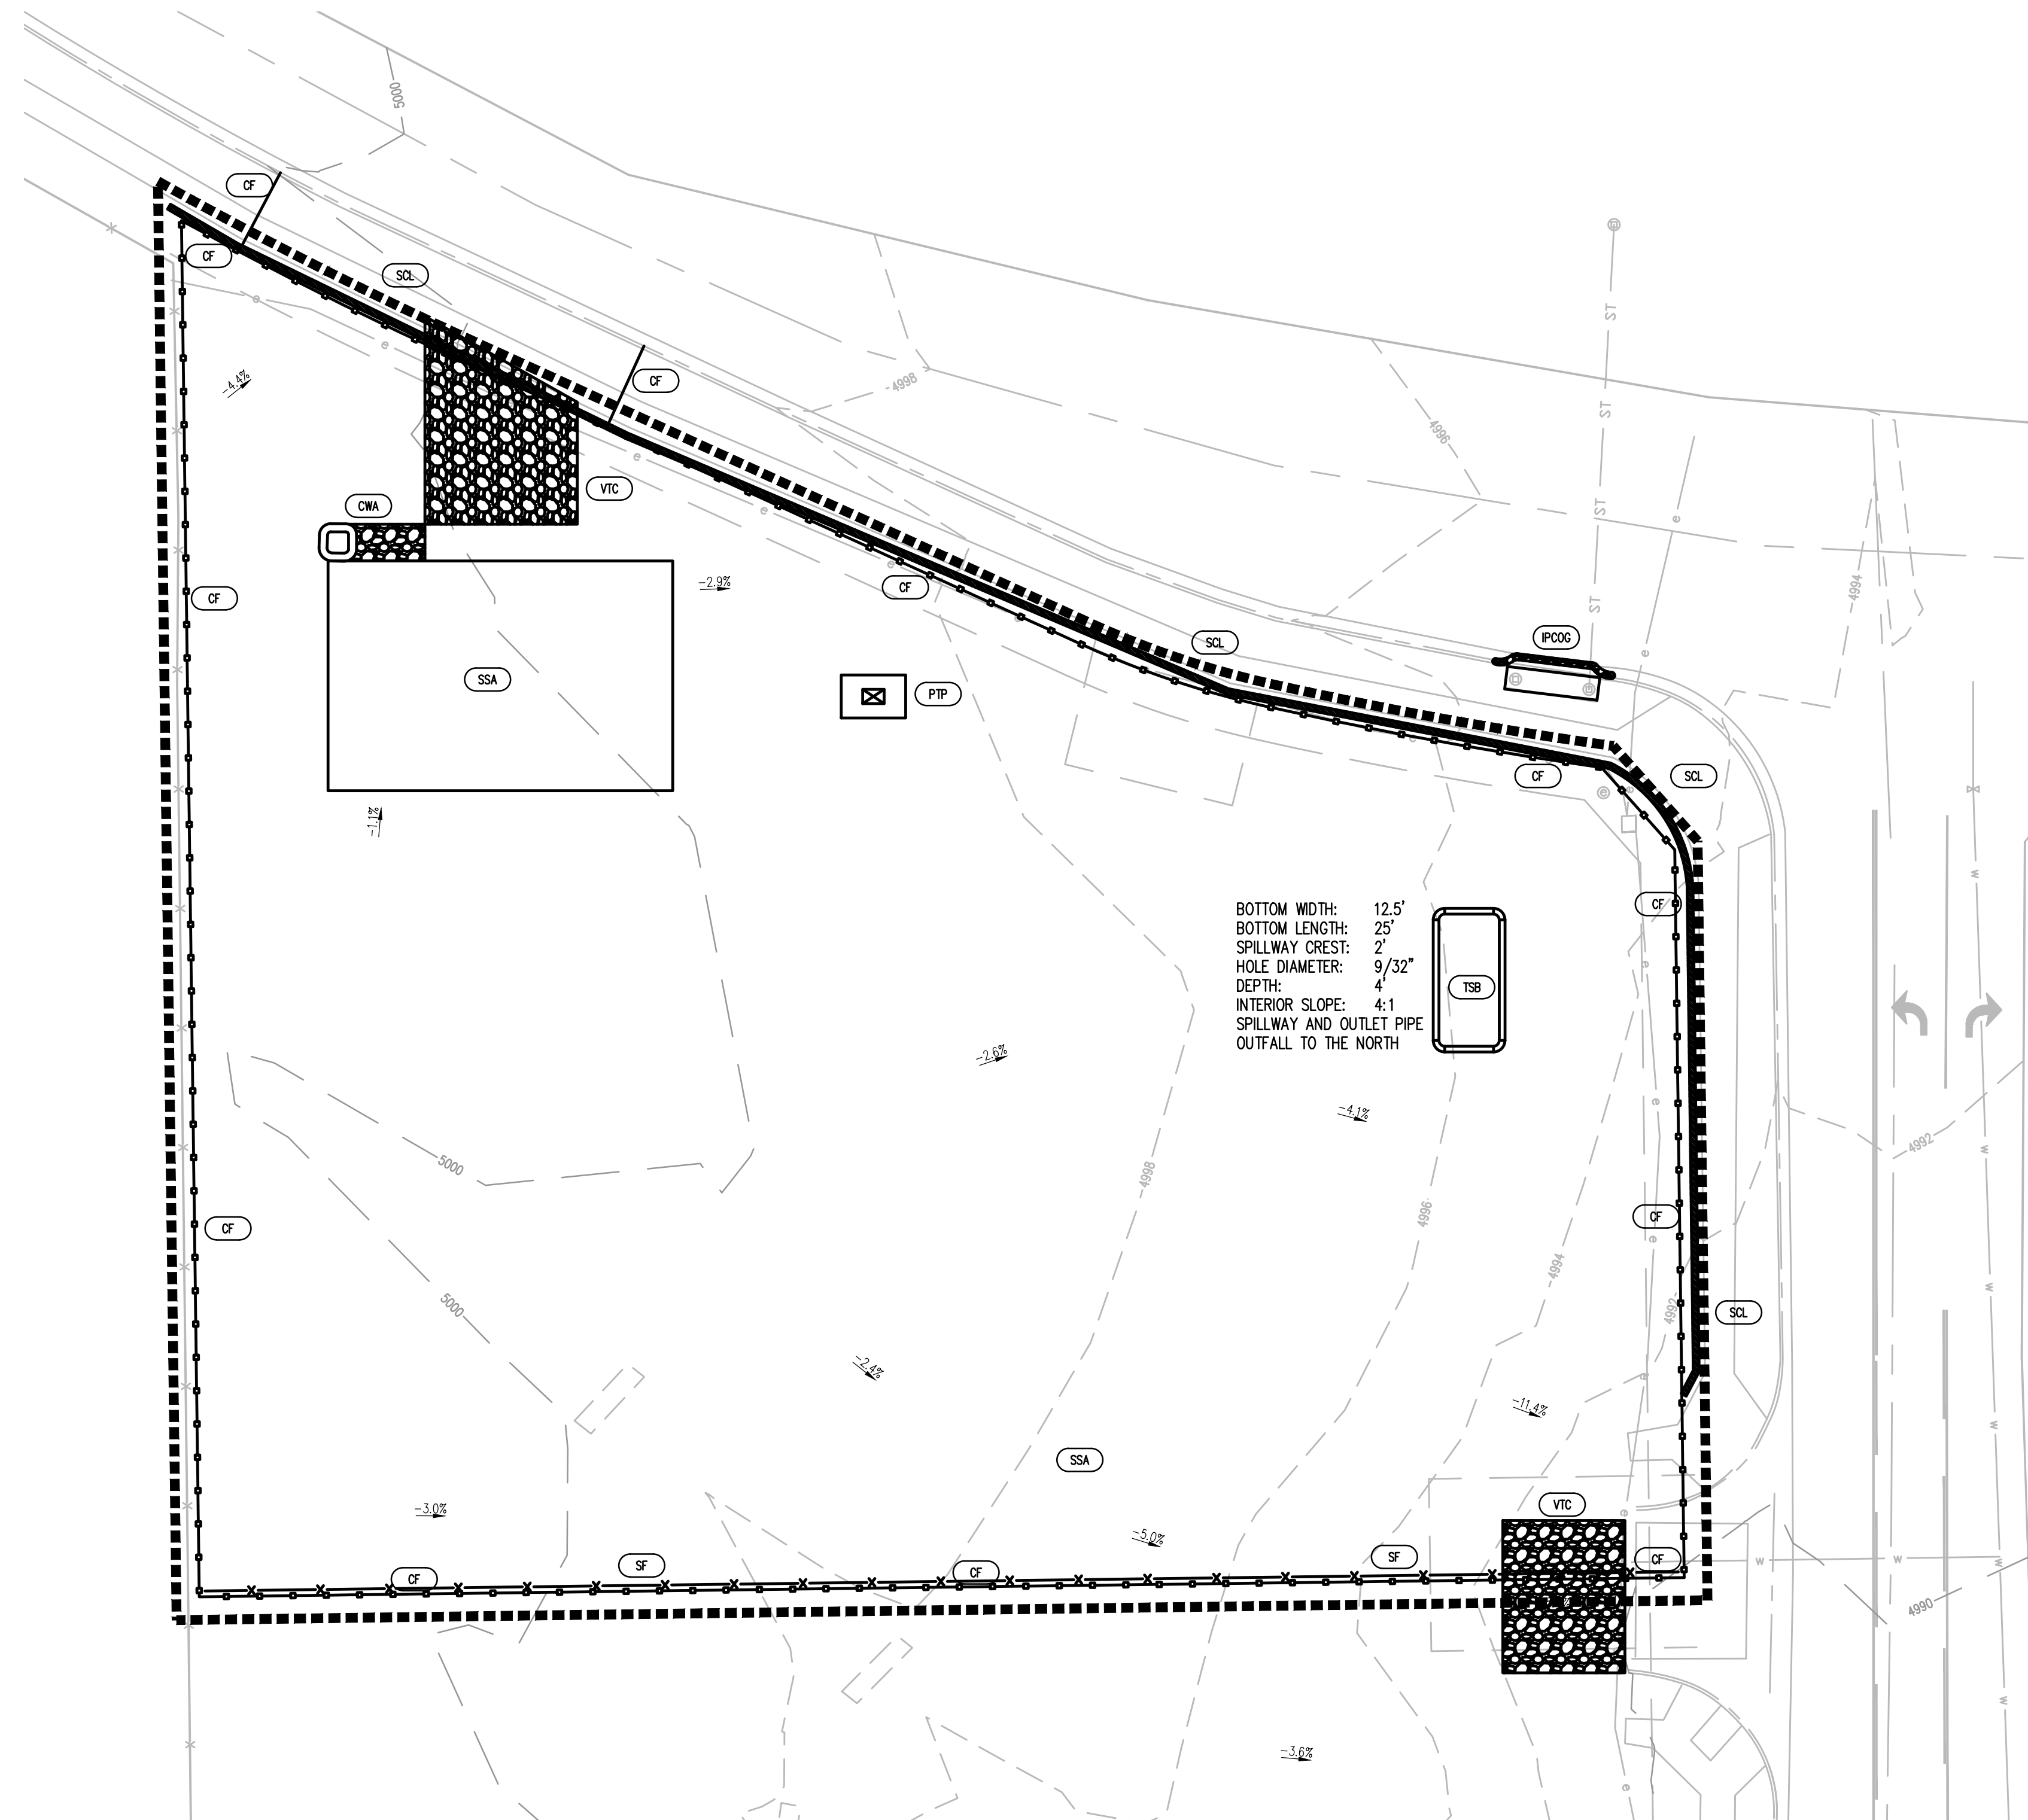 5000
CF
CF
SCL
-4.4%
CF
4998
4996
ST
ST
ST
VTC
CWA
-2.9%
CF
CF
4994
SCL
IPCOG
SSA
PTP
CF
SCL
-1.1%
CF
BOTTOM WIDTH: 12.5'
BOTTOM LENGTH: 25'
SPILLWAY CREST: 2'
HOLE DIAMETER: 9/32"
DEPTH: 4'
INTERIOR SLOPE: 4:1
SPILLWAY AND OUTLET PIPE
OUTFALL TO THE NORTH
TSB
-2.6%
-4.1%
4992
5000
4998
CF
4996
CF
4994
5000
4992
SCL
-2.4%
-11.4%
SSA
-3.0%
VTC
-5.0%
CF
SF
CF
SF
CF
4990
-3.6%